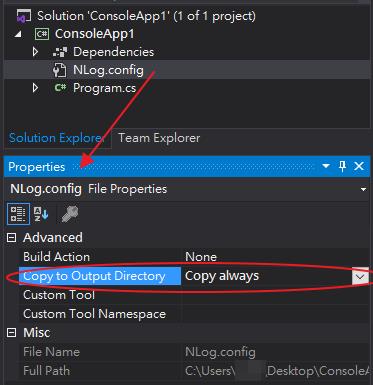 Solution 'ConsoleApp1' (1 of 1 project)
ConsoleApp1
Dependencies
NLog.config
Program.cs
Solution Explorer Team Explorer
Properties
NLog.config File Properties
Advanced
Build Action None
Copy to Output Directory Copy always
Custom Tool
Custom Tool Namespace
Misc
File Name NLog.config
Full Path C:\Users\ \Desktop\ConsoleA